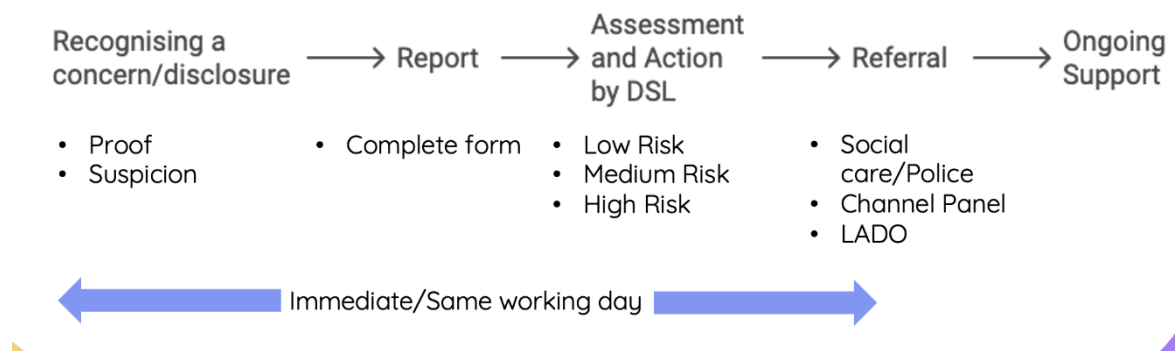 Recognising a
concern/disclosure
Report
Assessment
and Action
by DSL
Referral
Ongoing
Support
• Proof
• Suspicion
• Complete form
• Low Risk
• Medium Risk
• High Risk
• Social
care/Police
• Channel Panel
• LADO
Immediate/Same working day